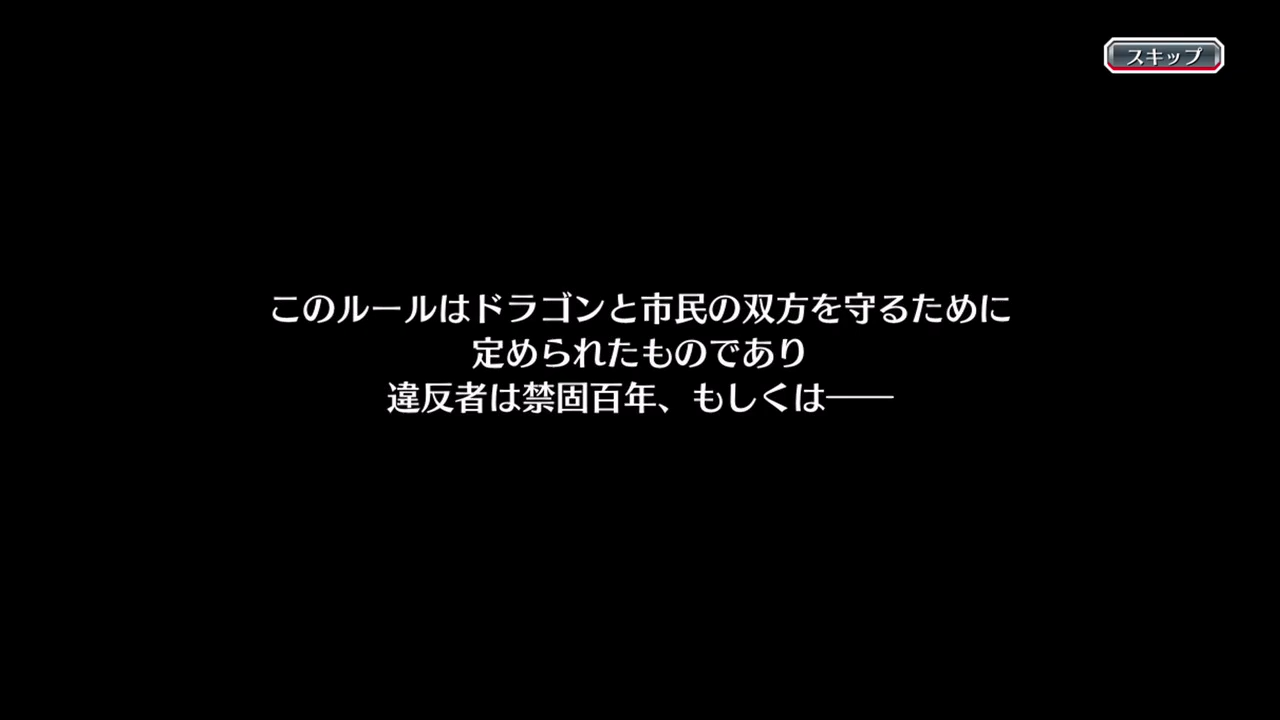 スキップ
このルールはドラゴンと市民の双方を守るために
定められたものであり
違反者は禁固百年、もしくは――